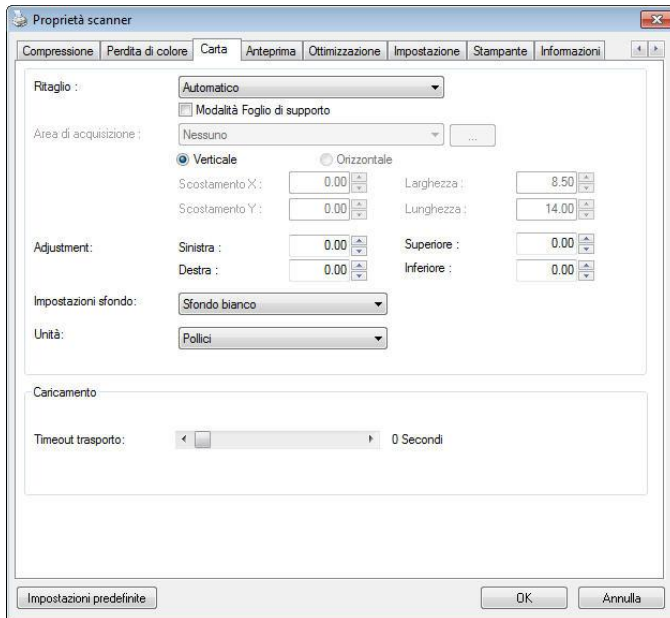 Proprietà scanner
Compressione Perdita di colore Carta Anteprima Ottimizzazione Impostazione Stampante Informazioni
Ritaglio : Automatico
Modalità Foglio di supporto
Area di acquisizione : Nessuno ...
Verticale Orizzontale
Scostamento X : 0.00 Larghezza : 8.50
Scostamento Y : 0.00 Lunghezza : 14.00
Adjustment: Sinistra : 0.00 Superiore : 0.00
Destra : 0.00 Inferiore : 0.00
Impostazioni sfondo: Sfondo bianco
Unità: Pollici
Caricamento
Timeout trasporto: 0 Secondi
Impostazioni predefinite OK Annulla